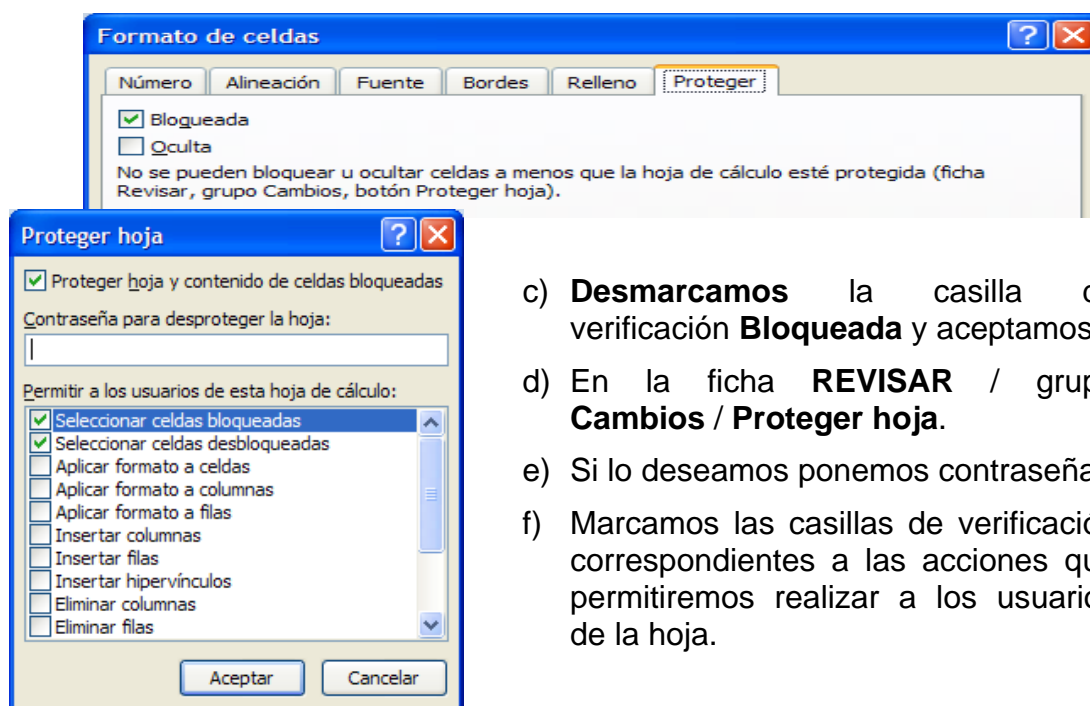 Formato de celdas
Número Alineación Fuente Bordes Relleno Proteger
Bloqueada
Oculta
No se pueden bloquear u ocultar celdas a menos que la hoja de cálculo esté protegida (ficha
Revisar, grupo Cambios, botón Proteger hoja).
Proteger hoja
Proteger hoja y contenido de celdas bloqueadas
Contraseña para desproteger la hoja:
Permitir a los usuarios de esta hoja de cálculo:
Seleccionar celdas bloqueadas
Seleccionar celdas desbloqueadas
Aplicar formato a celdas
Aplicar formato a columnas
Aplicar formato a filas
Insertar columnas
Insertar filas
Insertar hipervínculos
Eliminar columnas
Eliminar filas
Aceptar Cancelar
c) Desmarcamos la casilla
verificación Bloqueada y aceptamos
d) En la ficha REVISAR / grup
Cambios / Proteger hoja.
e) Si lo deseamos ponemos contraseña
f) Marcamos las casillas de verificació
correspondientes a las acciones qu
permitiremos realizar a los usuario
de la hoja.